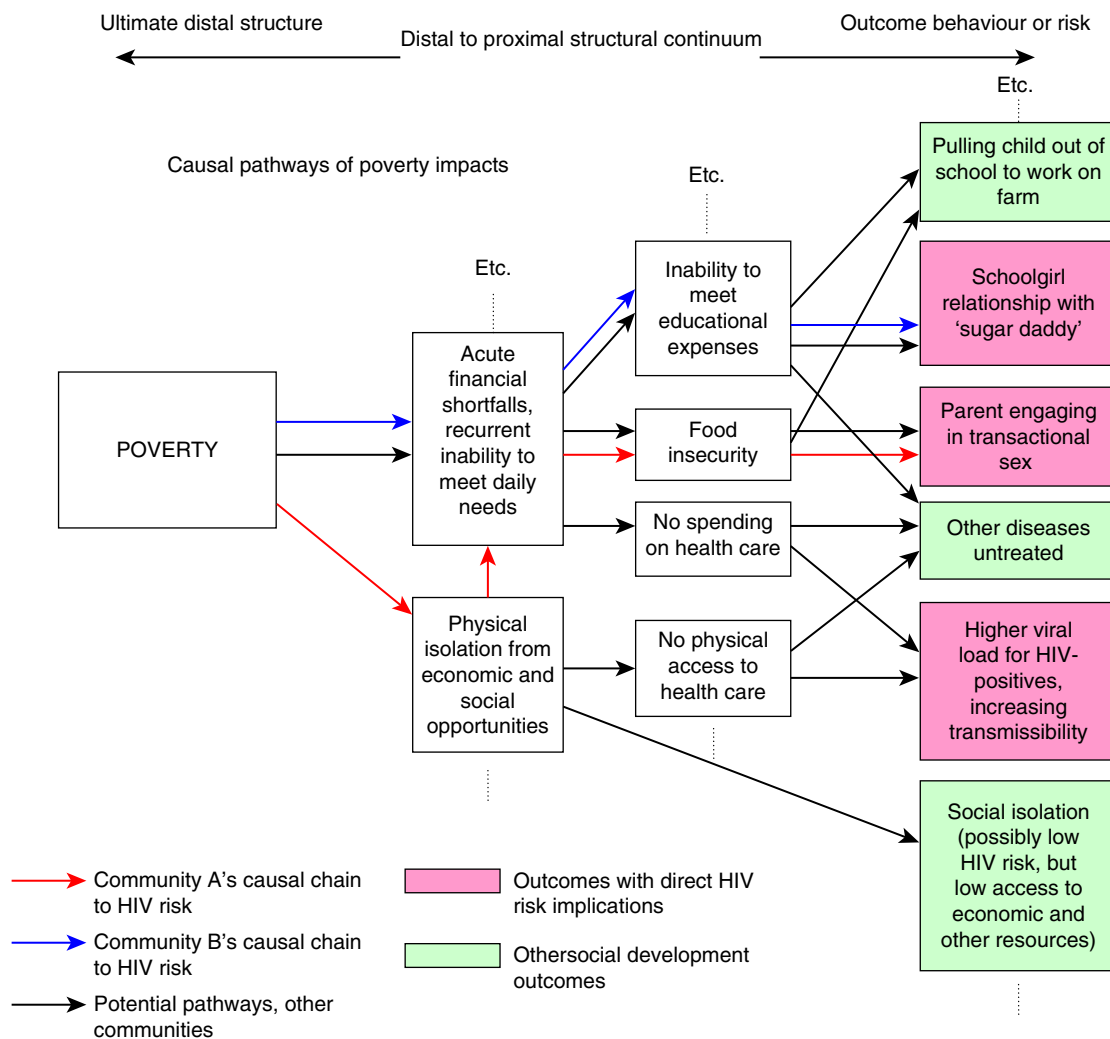 Ultimate distal structure
Distal to proximal structural continuum
Outcome behaviour or risk
Etc.
Causal pathways of poverty impacts
Etc.
Etc.
POVERTY
Acute
financial
shortfalls,
recurrent
inability to
meet daily
needs
Physical
isolation from
economic and
social
opportunities
Inability to
meet
educational
expenses
Food
insecurity
No spending
on health care
No physical
access to
health care
Pulling child out of
school to work on
farm
Schoolgirl
relationship with
‘sugar daddy’
Parent engaging
in transactional
sex
Other diseases
untreated
Higher viral
load for HIV-
positives,
increasing
transmissibility
Social isolation
(possibly low
HIV risk, but
low access to
economic and
other resources)
Community A's causal chain
to HIV risk
Community B's causal chain
to HIV risk
Potential pathways, other
communities
Outcomes with direct HIV
risk implications
Othersocial development
outcomes